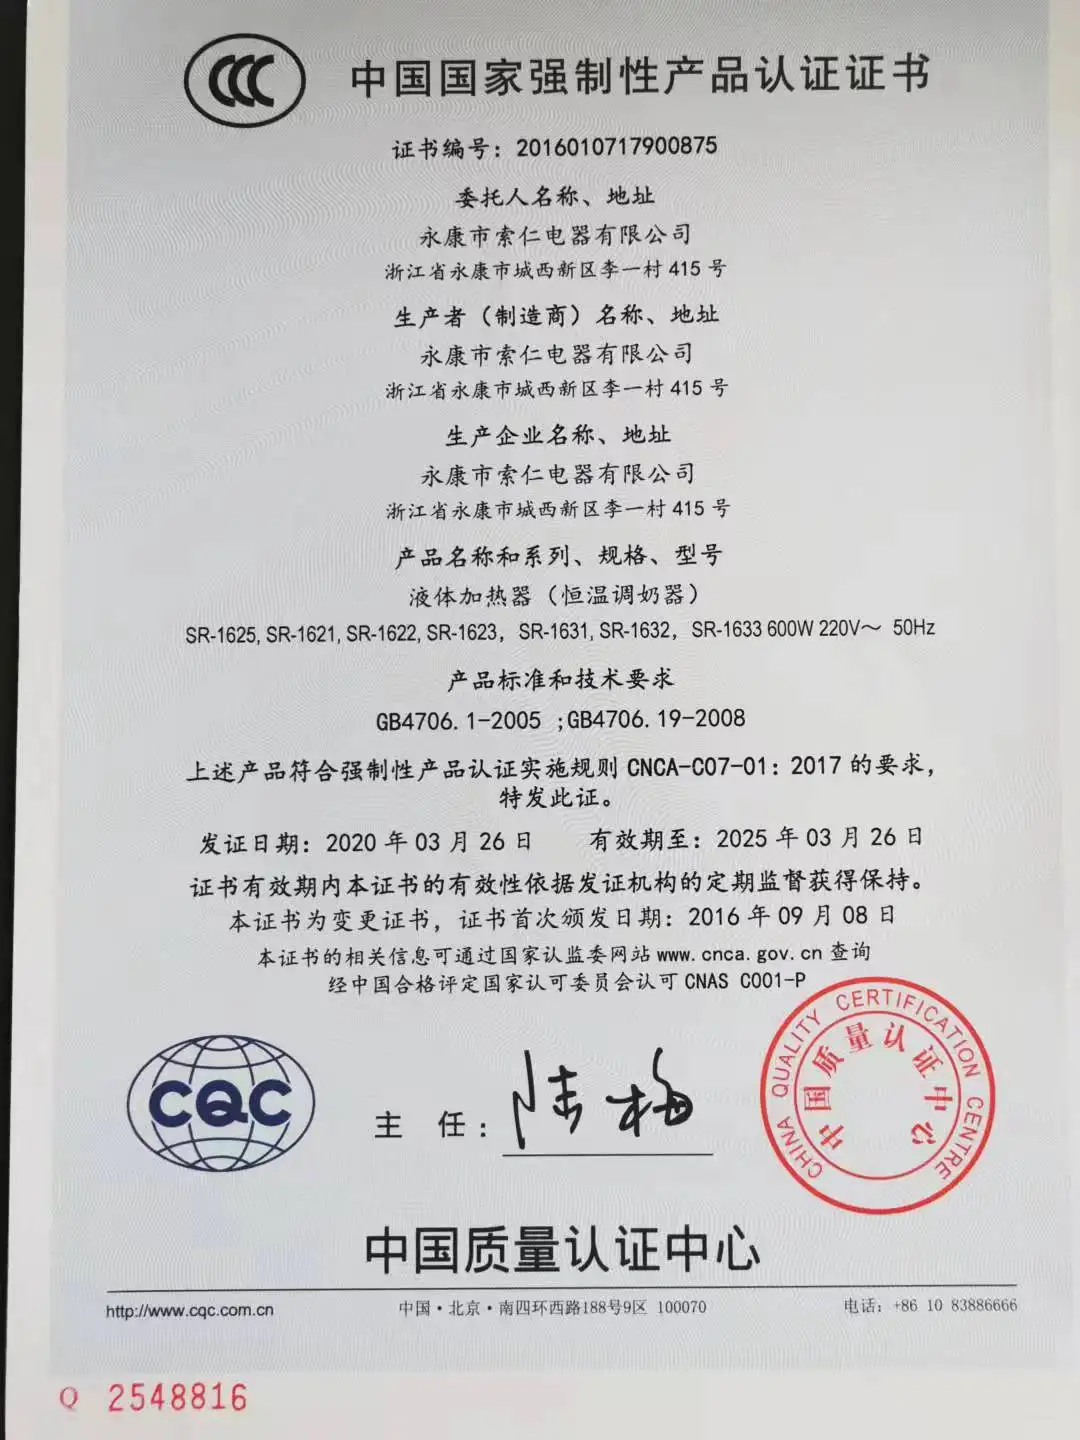 CCC 中国国家强制性产品认证证书
证书编号：2016010717900875
委托人名称、地址
永康市索仁电器有限公司
浙江省永康市城西新区李一村 415 号
生产者（制造商）名称、地址
永康市索仁电器有限公司
浙江省永康市城西新区李一村 415 号
生产企业名称、地址
永康市索仁电器有限公司
浙江省永康市城西新区李一村 415 号
产品名称和系列、规格、型号
液体加热器（恒温调奶器）
SR-1625, SR-1621, SR-1622, SR-1623， SR-1631, SR-1632， SR-1633 600W 220V～ 50Hz
产品标准和技术要求
GB4706.1-2005 ;GB4706.19-2008
上述产品符合强制性产品认证实施规则 CNCA-C07-01：2017 的要求，
特发此证。
发证日期：2020 年 03 月 26 日 有效期至：2025 年 03 月 26 日
证书有效期内本证书的有效性依据发证机构的定期监督获得保持。
本证书为变更证书，证书首次颁发日期：2016 年 09 月 08 日
本证书的相关信息可通过国家认监委网站 www.cnca.gov.cn 查询
经中国合格评定国家认可委员会认可 CNAS C001-P
CHINA QUALITY CERTIFICATION CENTRE
中国质量认证中心
CQC
主 任：陆梅
中国质量认证中心
http://www.cqc.com.cn 中国·北京·南四环西路188号9区 100070 电话：+86 10 83886666
Q 2548816